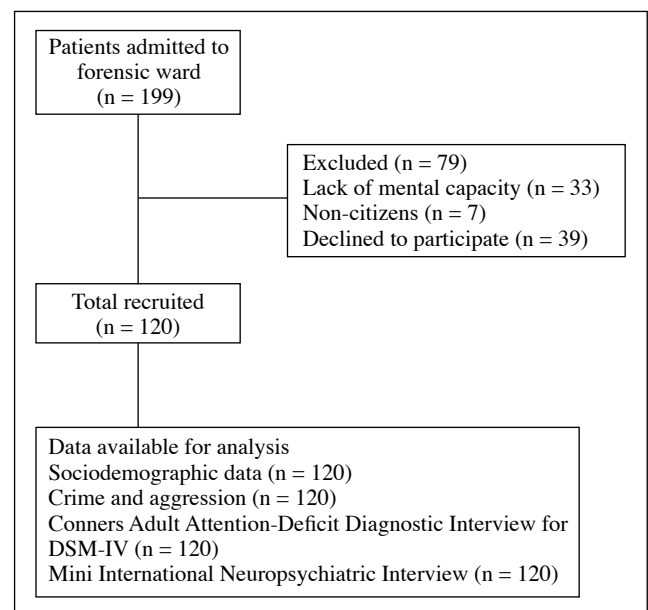 Patients admitted to
forensic ward
(n = 199)
Excluded (n = 79)
Lack of mental capacity (n = 33)
Non-citizens (n = 7)
Declined to participate (n = 39)
Total recruited
(n = 120)
Data available for analysis
Sociodemographic data (n = 120)
Crime and aggression (n = 120)
Conners Adult Attention-Deficit Diagnostic Interview for
DSM-IV (n = 120)
Mini International Neuropsychiatric Interview (n = 120)